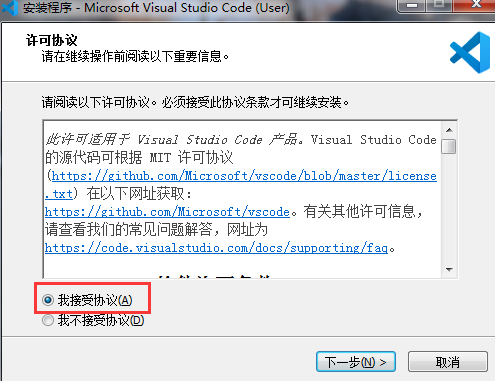 安装程序 - Microsoft Visual Studio Code (User)
许可协议
请在继续操作前阅读以下重要信息。
请阅读以下许可协议。必须接受此协议条款才可继续安装。
此许可适用于 Visual Studio Code 产品。Visual Studio Code
的源代码可根据 MIT 许可协议
(https://github.com/Microsoft/vscode/blob/master/license
.txt) 在以下网址获取:
https://github.com/Microsoft/vscode。有关其他许可信息，
请查看我们的常见问题解答，网址为
https://code.visualstudio.com/docs/supporting/faq。
我接受协议(A)
我不接受协议(D)
下一步(N) >
取消